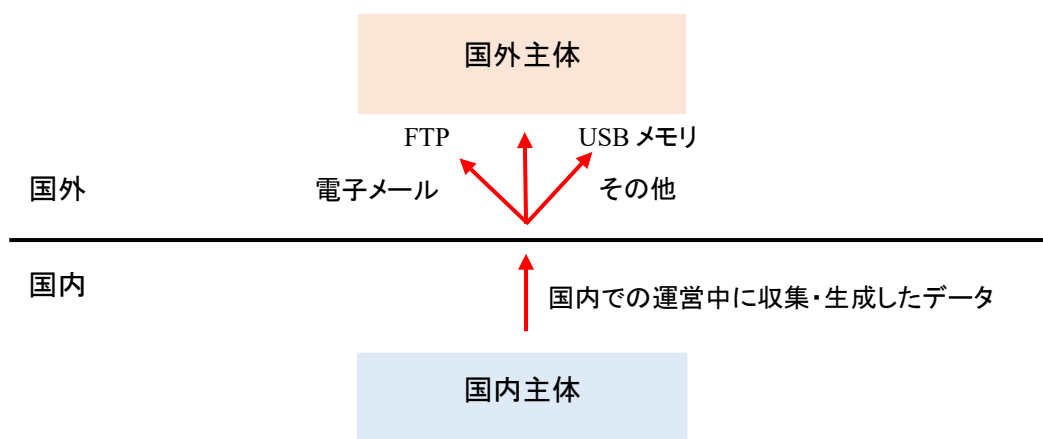 国外主体
FTP
USB メモリ
国外
電子メール
その他
国内
国内での運営中に収集・生成したデータ
国内主体